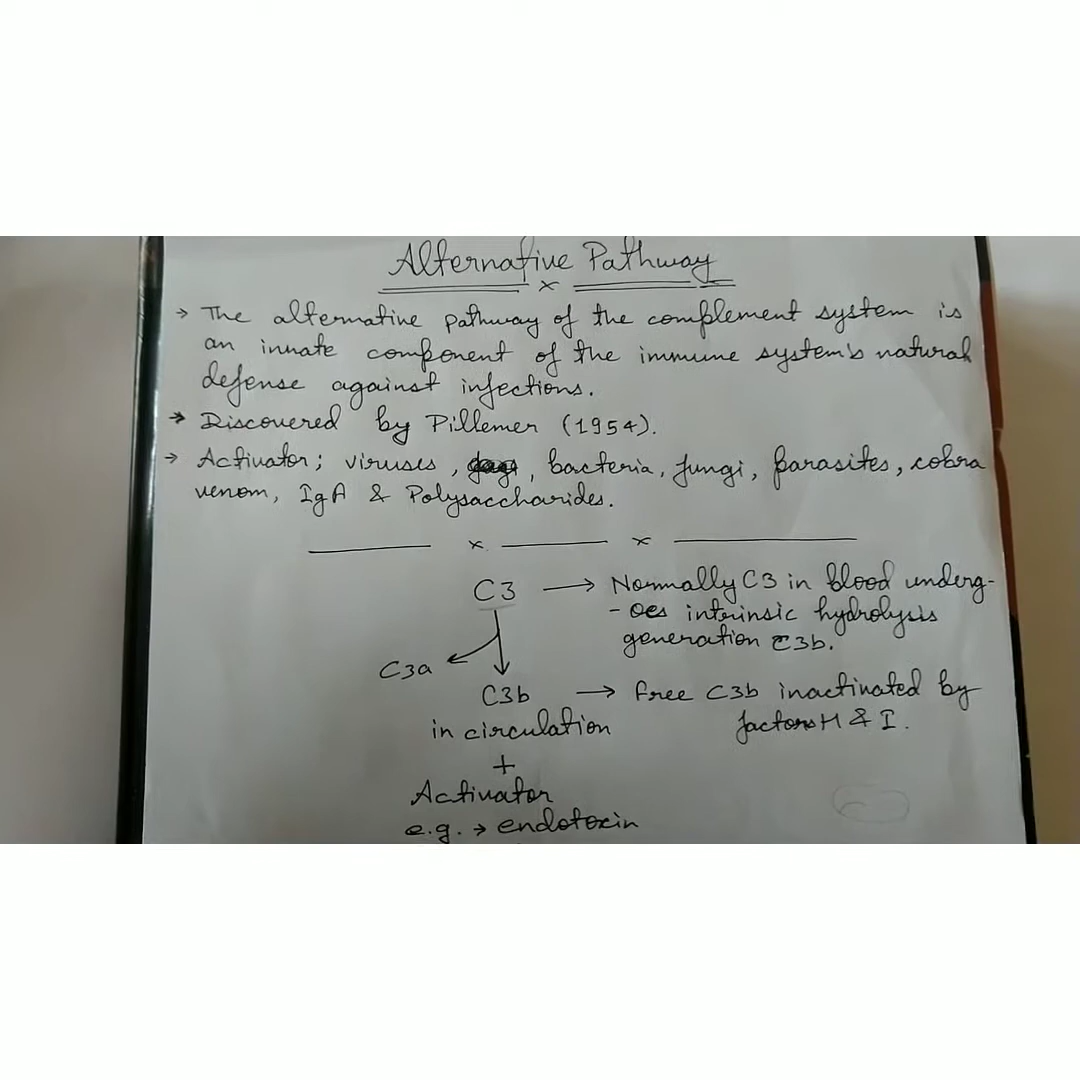 Alternative Pathway
x
→ The alternative pathway of the complement system is
an innate component of the immune system's natural
defense against infections.
→ Discovered by Pillemer (1954).
→ Activator; viruses, , bacteria, fungi, parasites, cobra
venom, IgA & Polysaccharides.
x x
C3 → Normally C3 in blood underg-
-oes intrinsic hydrolysis
generation C3b.
C3a
C3b → free C3b inactivated by
in circulation factors H & I.
+
Activator
e.g. → endotoxin